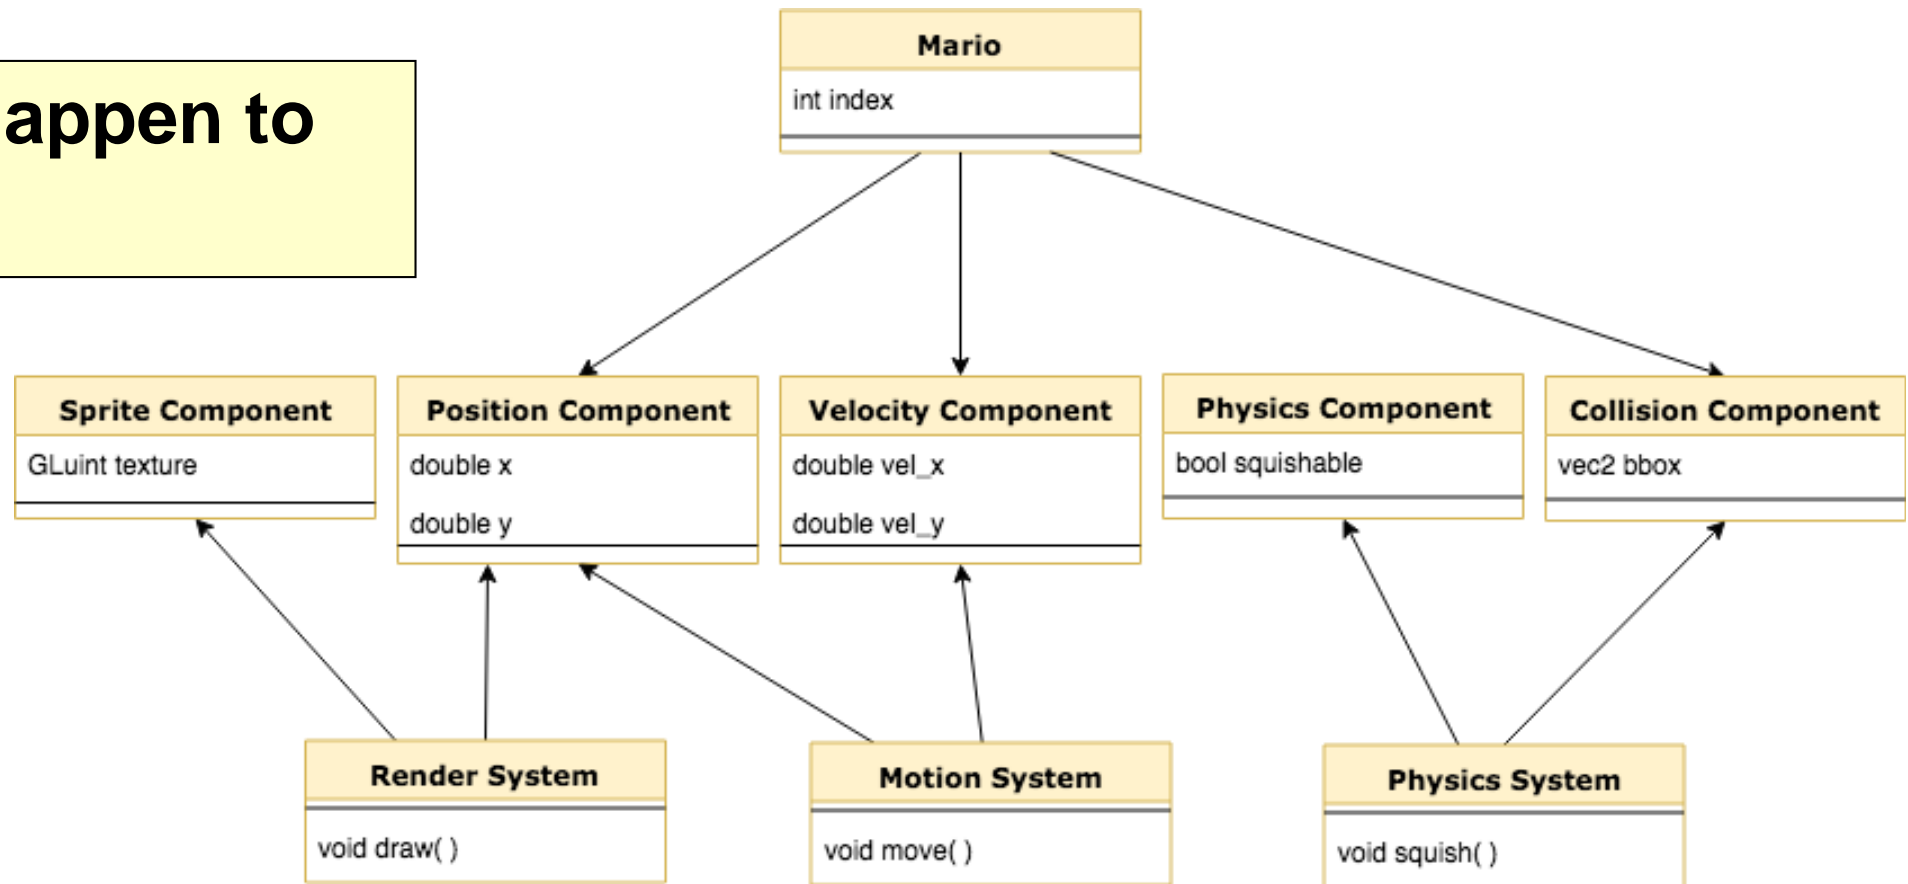 appen to
Mario
int index
Sprite Component
GLuint texture
Position Component
double x
double y
Velocity Component
double vel_x
double vel_y
Physics Component
bool squishable
Collision Component
vec2 bbox
Render System
void draw( )
Motion System
void move( )
Physics System
void squish( )